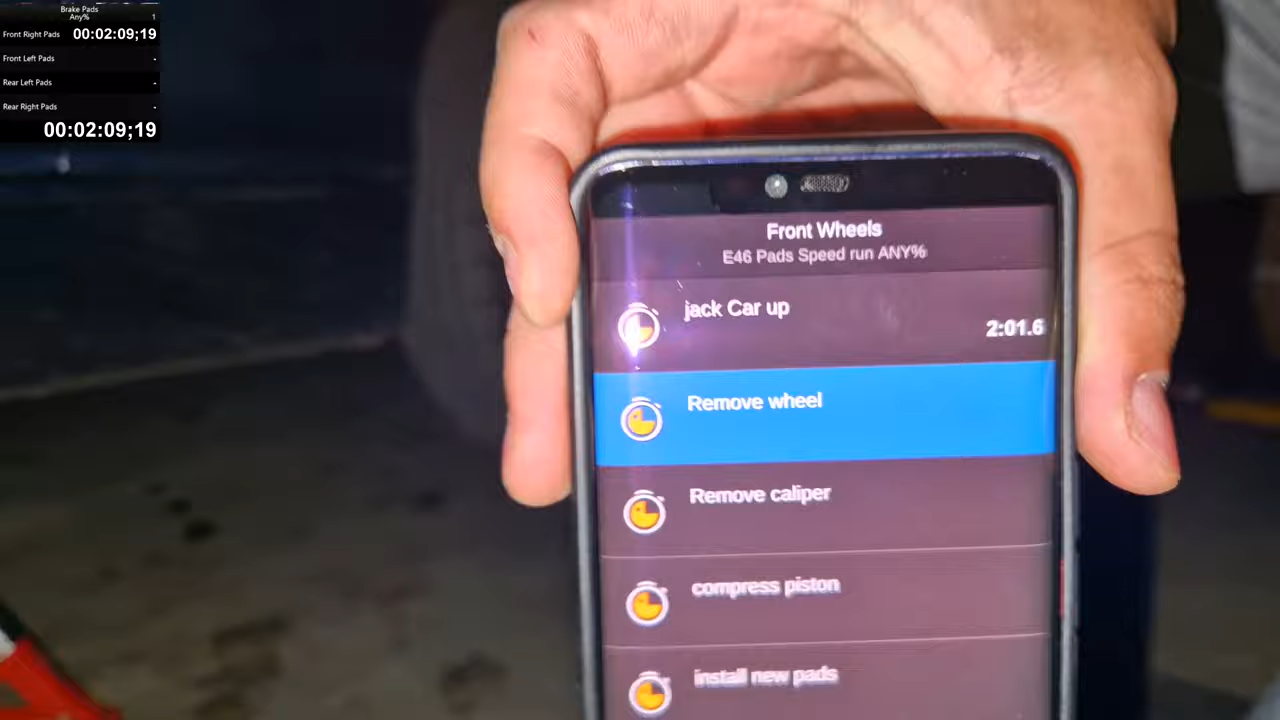 Brake Pads
Any% 1
Front Right Pads 00:02:09;19
Front Left Pads -
Rear Left Pads -
Rear Right Pads -
00:02:09;19
Front Wheels
E46 Pads Speed run ANY%
jack Car up
2:01.6
Remove wheel
Remove caliper
compress piston
install new pads